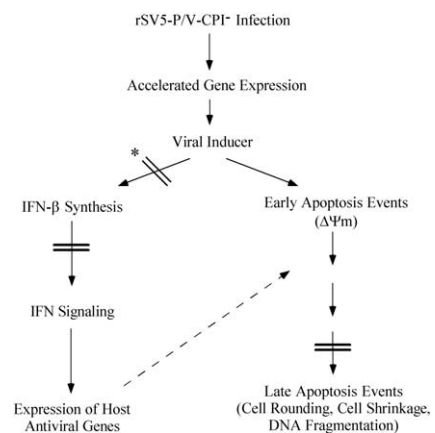 rSV5-P/V-CPI⁻ Infection
Accelerated Gene Expression
Viral Inducer
*
IFN-β Synthesis
Early Apoptosis Events
(ΔΨm)
IFN Signaling
Expression of Host
Antiviral Genes
Late Apoptosis Events
(Cell Rounding, Cell Shrinkage,
DNA Fragmentation)